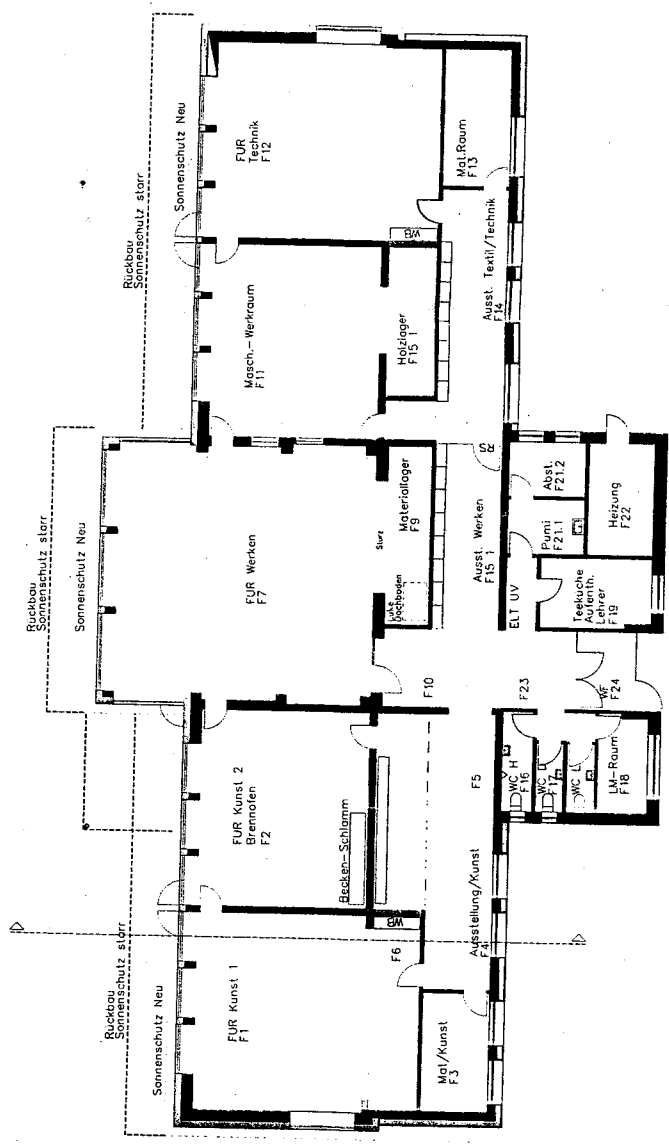 Rückbau
Sonnenschutz starr
Sonnenschutz Neu
FUR Kunst 1
F1
Mat/Kunst
F3
F6
WB
Ausstellung/Kunst
F4
FUR Kunst 2
Brennofen
F2
Becken-Schlamm
F5
Rückbau
Sonnenschutz starr
Sonnenschutz Neu
FUR Werken
F7
Sturz
Luke
Dachboden
Materiallager
F9
F10
Ausst. Werken
F15 1
RS
WC H
F16
WC D
F17
WC L
LM-Raum
F18
F23
WF
F24
ELT UV
Teeküche
Aufenth.
Lehrer
F19
Pumi
F21.1
Abst.
F21.2
Heizung
F22
Rückbau
Sonnenschutz starr
Sonnenschutz Neu
Masch.-Werkraum
F11
Holzlager
F15 1
WB
FUR
Technik
F12
Mat.Raum
F13
Ausst. Textil/Technik
F14